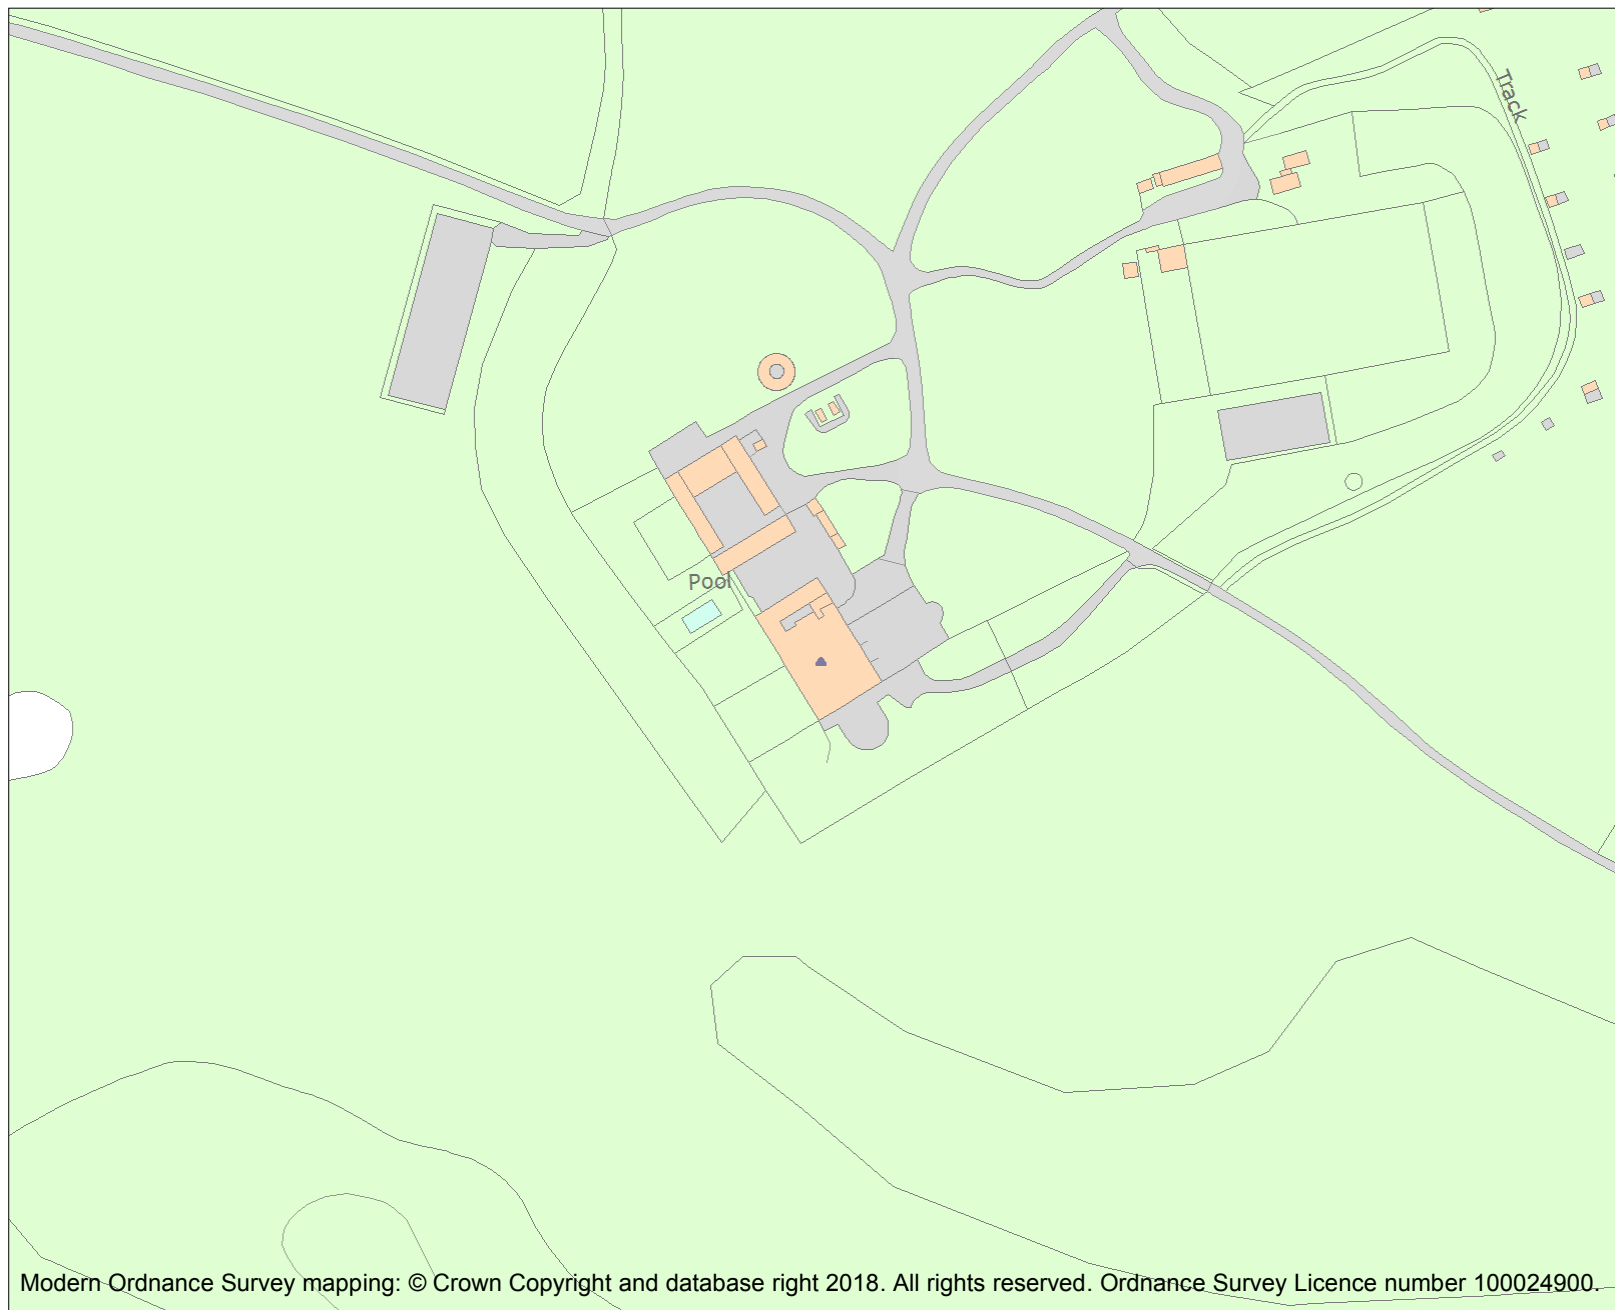 Track
Pool
Modern Ordnance Survey mapping: © Crown Copyright and database right 2018. All rights reserved. Ordnance Survey Licence number 100024900.